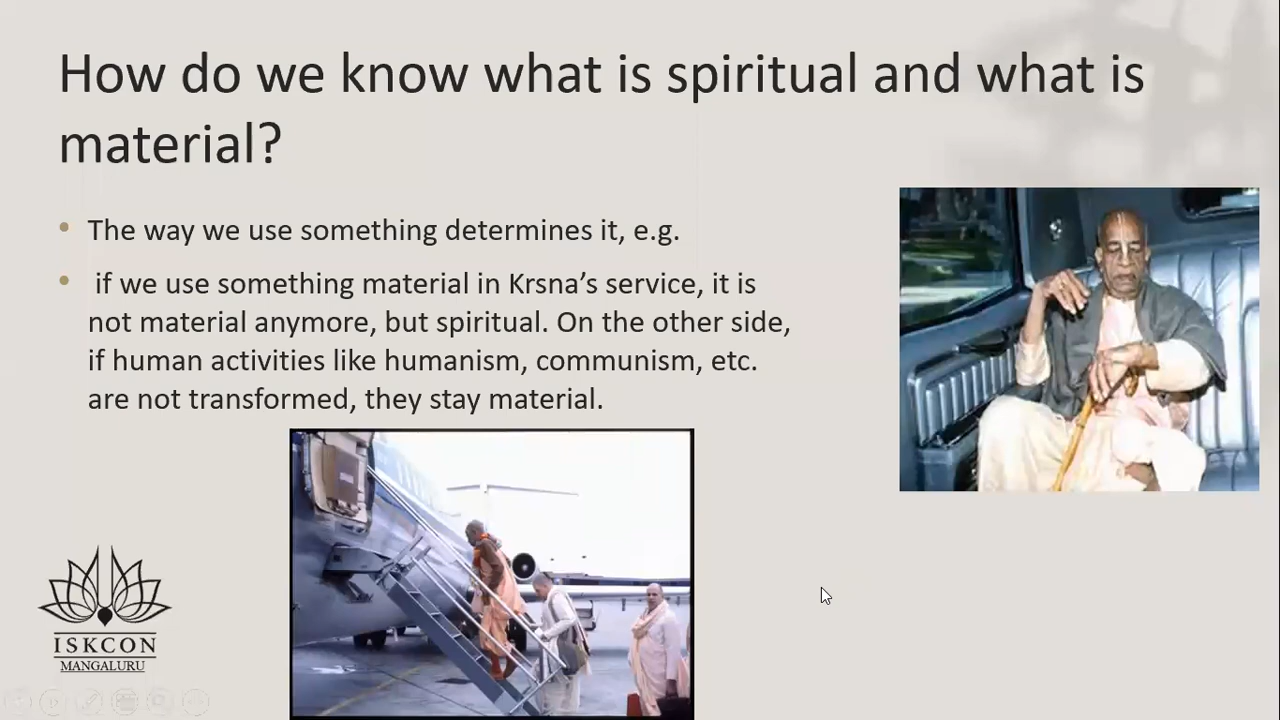 How do we know what is spiritual and what is
material?
• The way we use something determines it, e.g.
• if we use something material in Krsna’s service, it is
not material anymore, but spiritual. On the other side,
if human activities like humanism, communism, etc.
are not transformed, they stay material.
ISKCON
MANGALURU